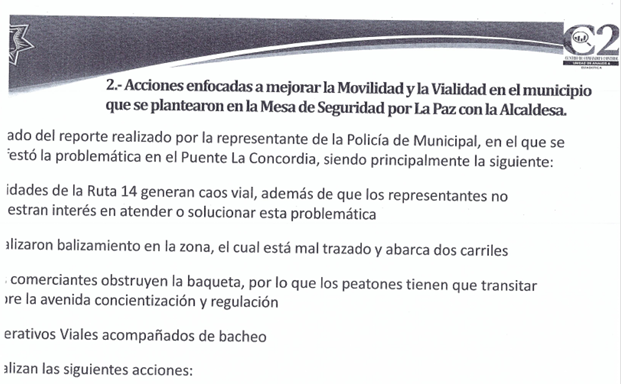 C2
2.- Acciones enfocadas a mejorar la Movilidad y la Vialidad en el municipio
que se plantearon en la Mesa de Seguridad por La Paz con la Alcaldesa.
ado del reporte realizado por la representante de la Policía de Municipal, en el que se
festó la problemática en el Puente La Concordia, siendo principalmente la siguiente:
idades de la Ruta 14 generan caos vial, además de que los representantes no
estran interés en atender o solucionar esta problemática
alizaron balizamiento en la zona, el cual está mal trazado y abarca dos carriles
comerciantes obstruyen la baqueta, por lo que los peatones tienen que transitar
bre la avenida concientización y regulación
erativos Viales acompañados de bacheo
alizan las siguientes acciones: